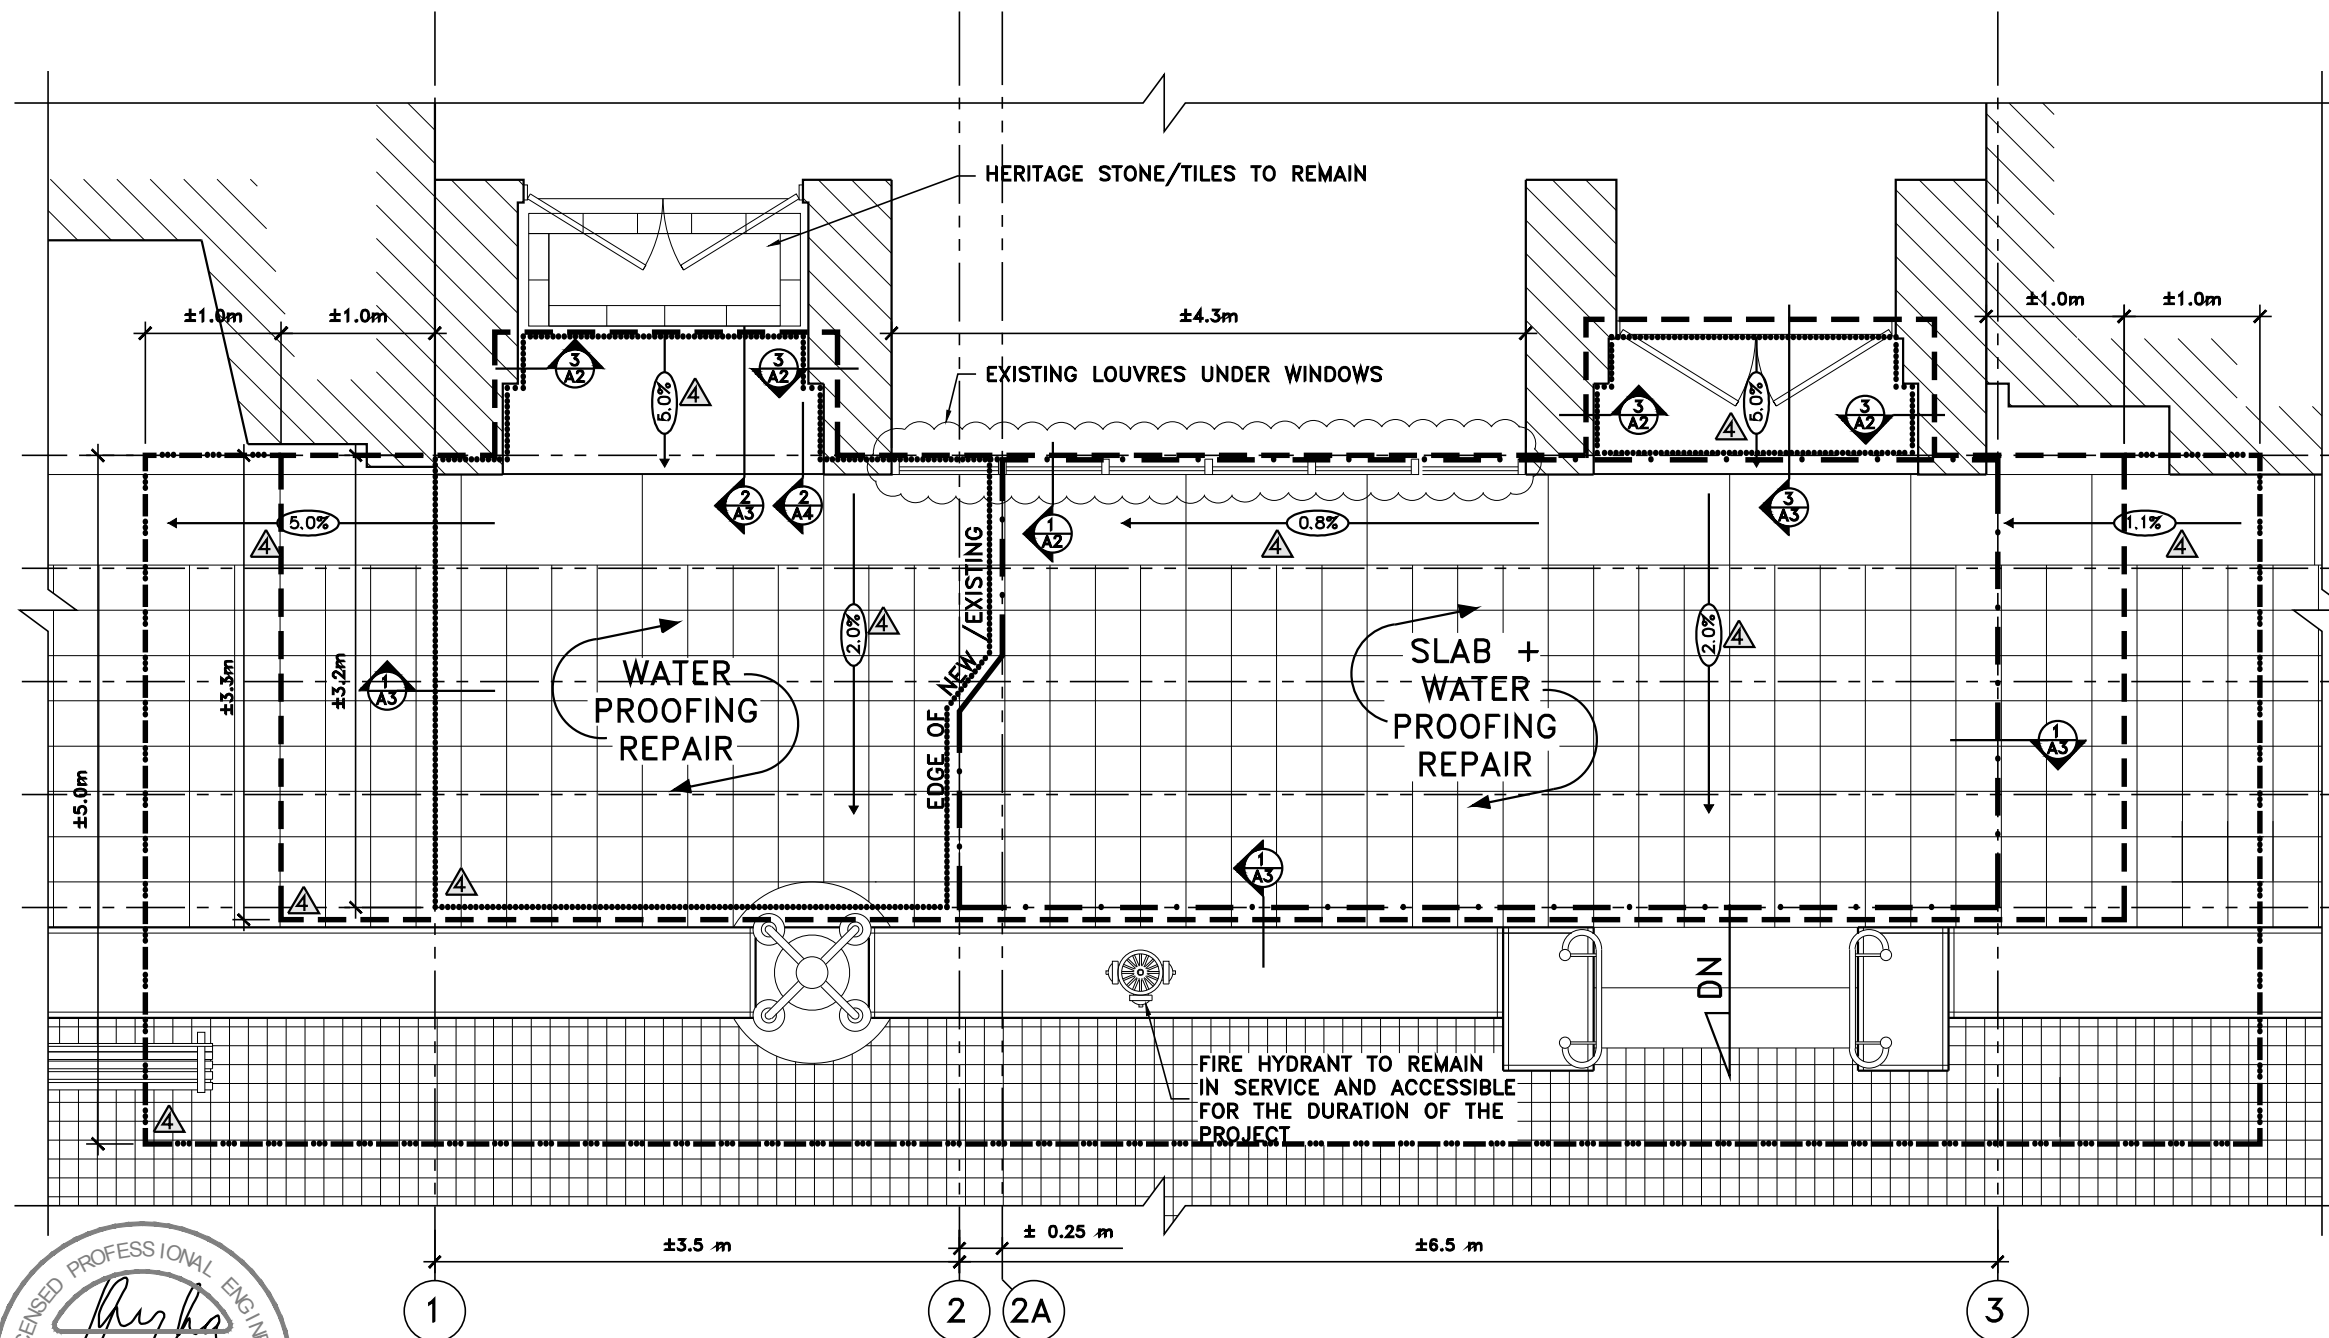 HERITAGE STONE/TILES TO REMAIN
±1.0m
±1.0m
±4.3m
±1.0m
±1.0m
EXISTING LOUVRES UNDER WINDOWS
3
A2
3
A2
5.0%
4
3
A2
3
A2
5.0%
4
2
A3
2
A4
1
A2
3
A3
5.0%
4
0.8%
4
1.1%
4
2.0%
4
2.0%
4
EDGE OF NEW/EXISTING
WATER
PROOFING
REPAIR
SLAB +
WATER
PROOFING
REPAIR
±3.3m
±3.2m
±5.0m
1
A3
1
A3
1
A3
4
4
4
DN
FIRE HYDRANT TO REMAIN
IN SERVICE AND ACCESSIBLE
FOR THE DURATION OF THE
PROJECT
±3.5 m
± 0.25 m
±6.5 m
1
2
2A
3
CENSED PROFESSIONAL ENGINE